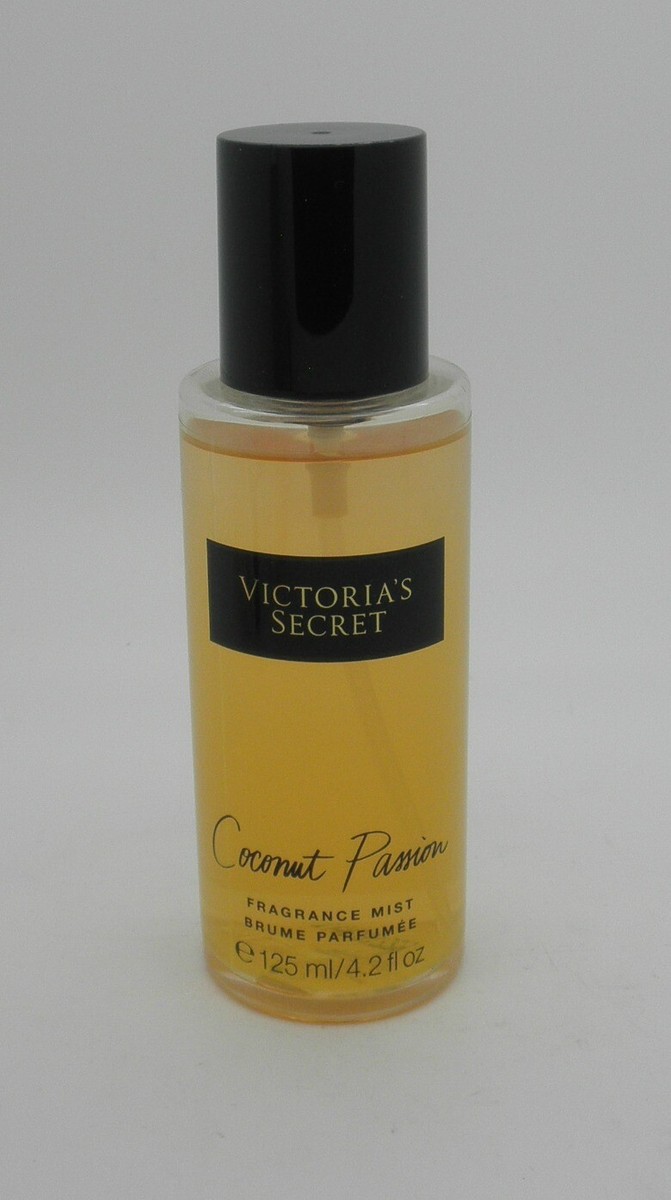 VICTORIA'S
SECRET
Coconut Passion
FRAGRANCE MIST
BRUME PARFUMÉE
℮125 ml/4.2 fl oz